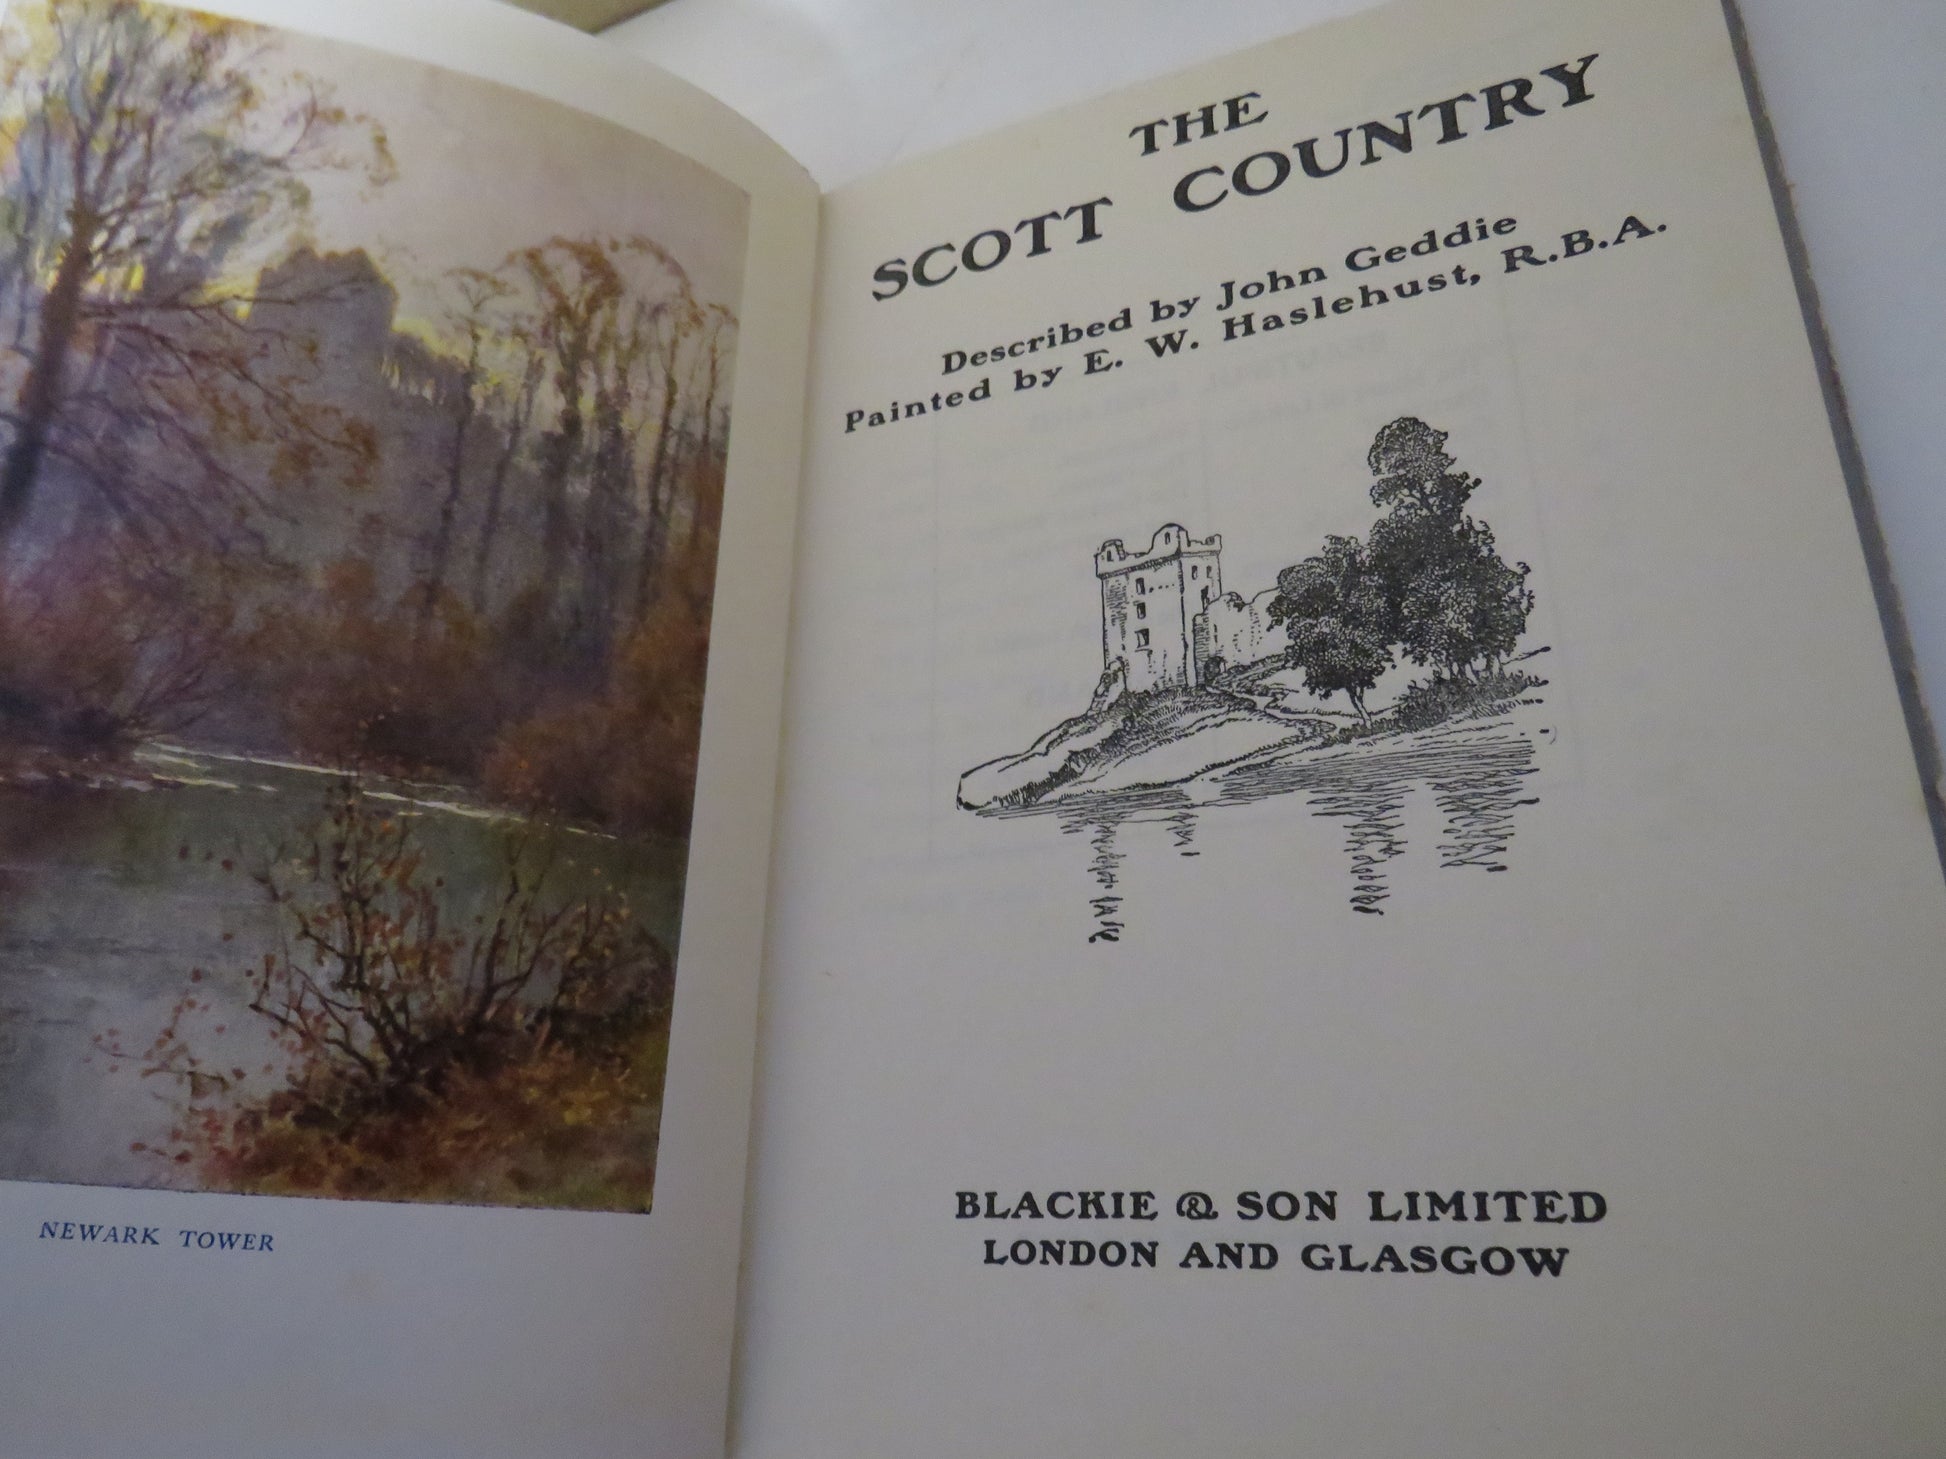 NEWARK TOWER
THE
SCOTT COUNTRY
Described by John Geddie
Painted by E. W. Haslehust, R.B.A.
BLACKIE & SON LIMITED
LONDON AND GLASGOW